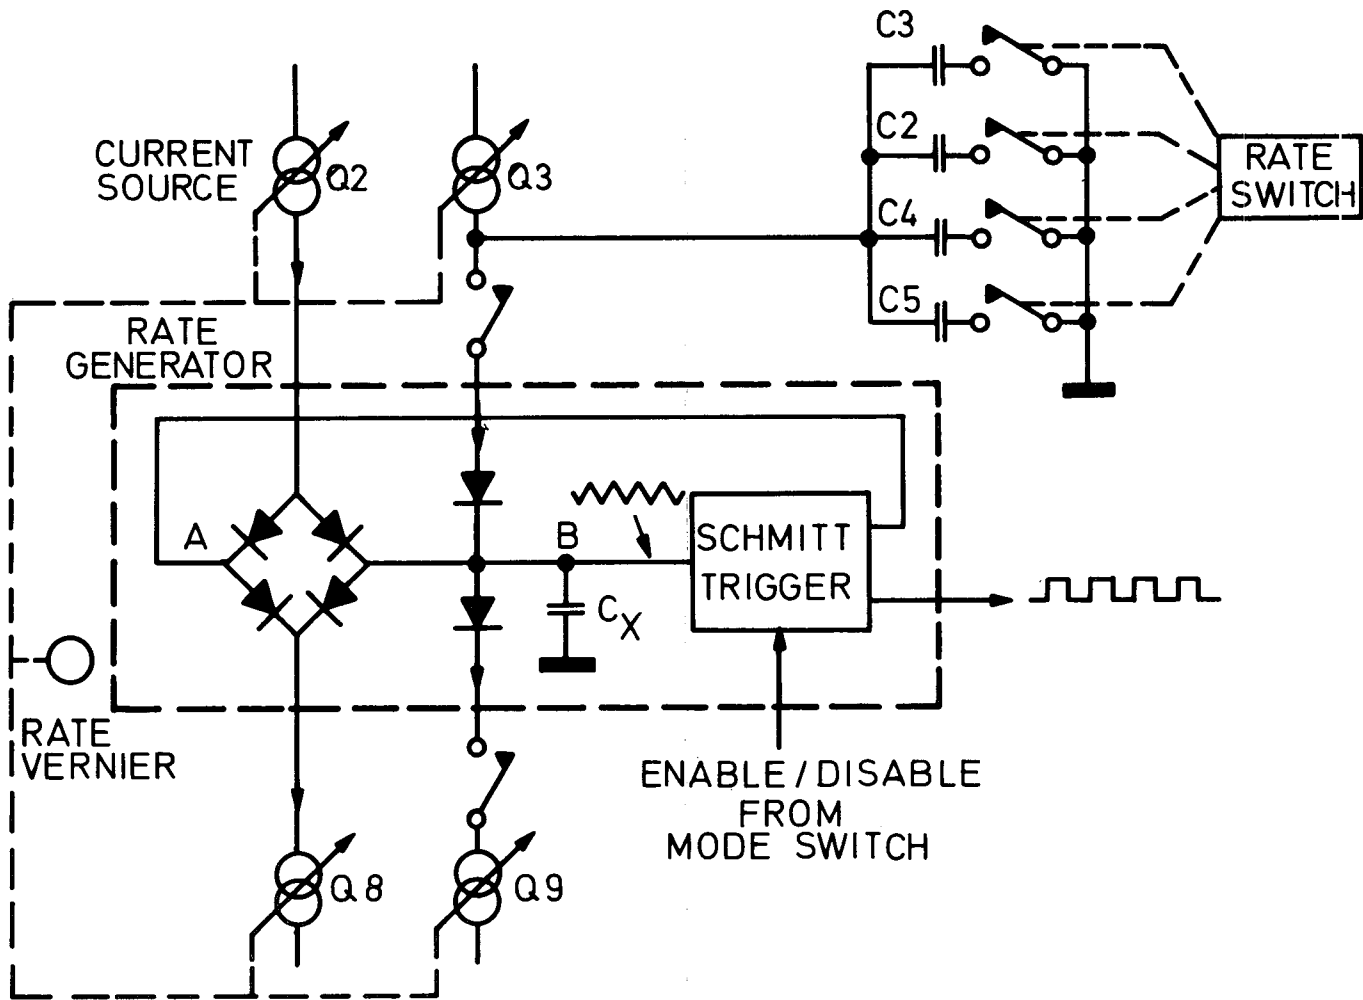 C3
CURRENT
SOURCE
Q2
Q3
C2
RATE
SWITCH
C4
C5
RATE
GENERATOR
A
B
SCHMITT
TRIGGER
CX
RATE
VERNIER
ENABLE/DISABLE
FROM
MODE SWITCH
Q8
Q9